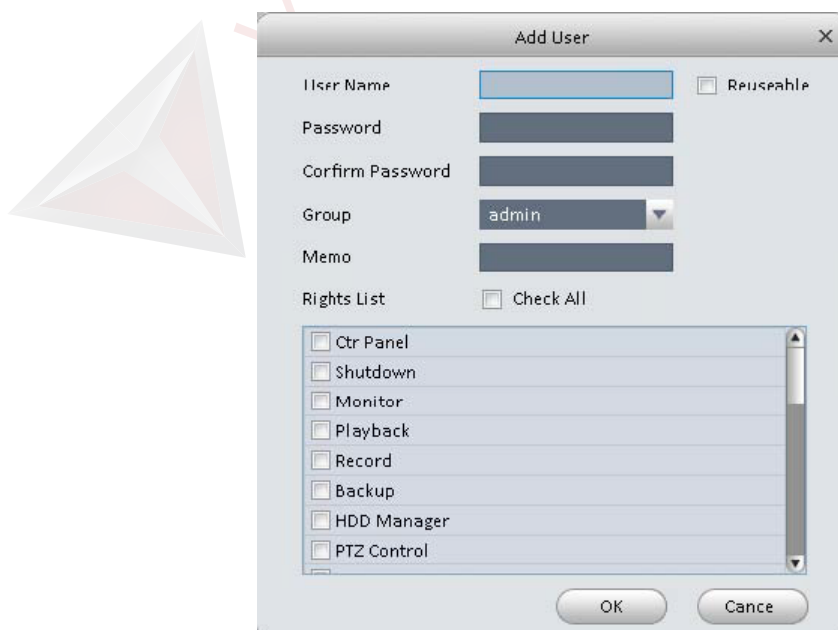 Add User
User Name
Reuseable
Password
Confirm Password
Group
admin
Memo
Rights List
Check All
Ctr Panel
Shutdown
Monitor
Playback
Record
Backup
HDD Manager
PTZ Control
OK
Cance